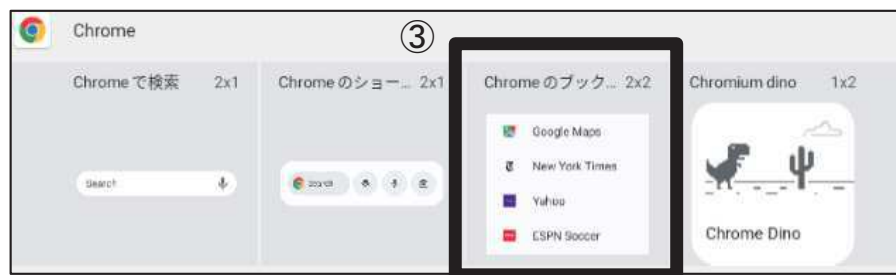 Chrome
③
Chromeで検索 2x1
Search
Chromeのショー... 2x1
search
Chromeのブック... 2x2
Google Maps
New York Times
Yahoo
ESPN Soccer
Chromium dino 1x2
Chrome Dino